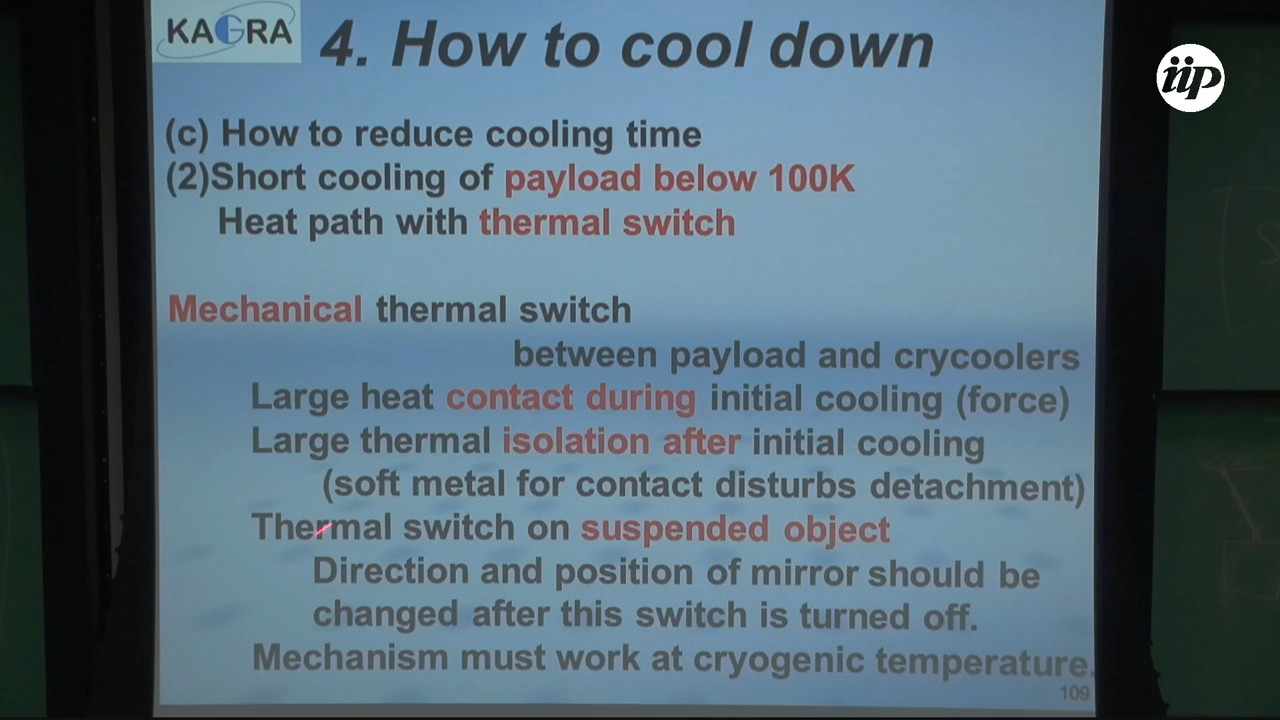 KAGRA
4. How to cool down
iip
(c) How to reduce cooling time
(2)Short cooling of payload below 100K
Heat path with thermal switch
Mechanical thermal switch
between payload and crycoolers
Large heat contact during initial cooling (force)
Large thermal isolation after initial cooling
(soft metal for contact disturbs detachment)
Thermal switch on suspended object
Direction and position of mirror should be
changed after this switch is turned off.
Mechanism must work at cryogenic temperature.
109